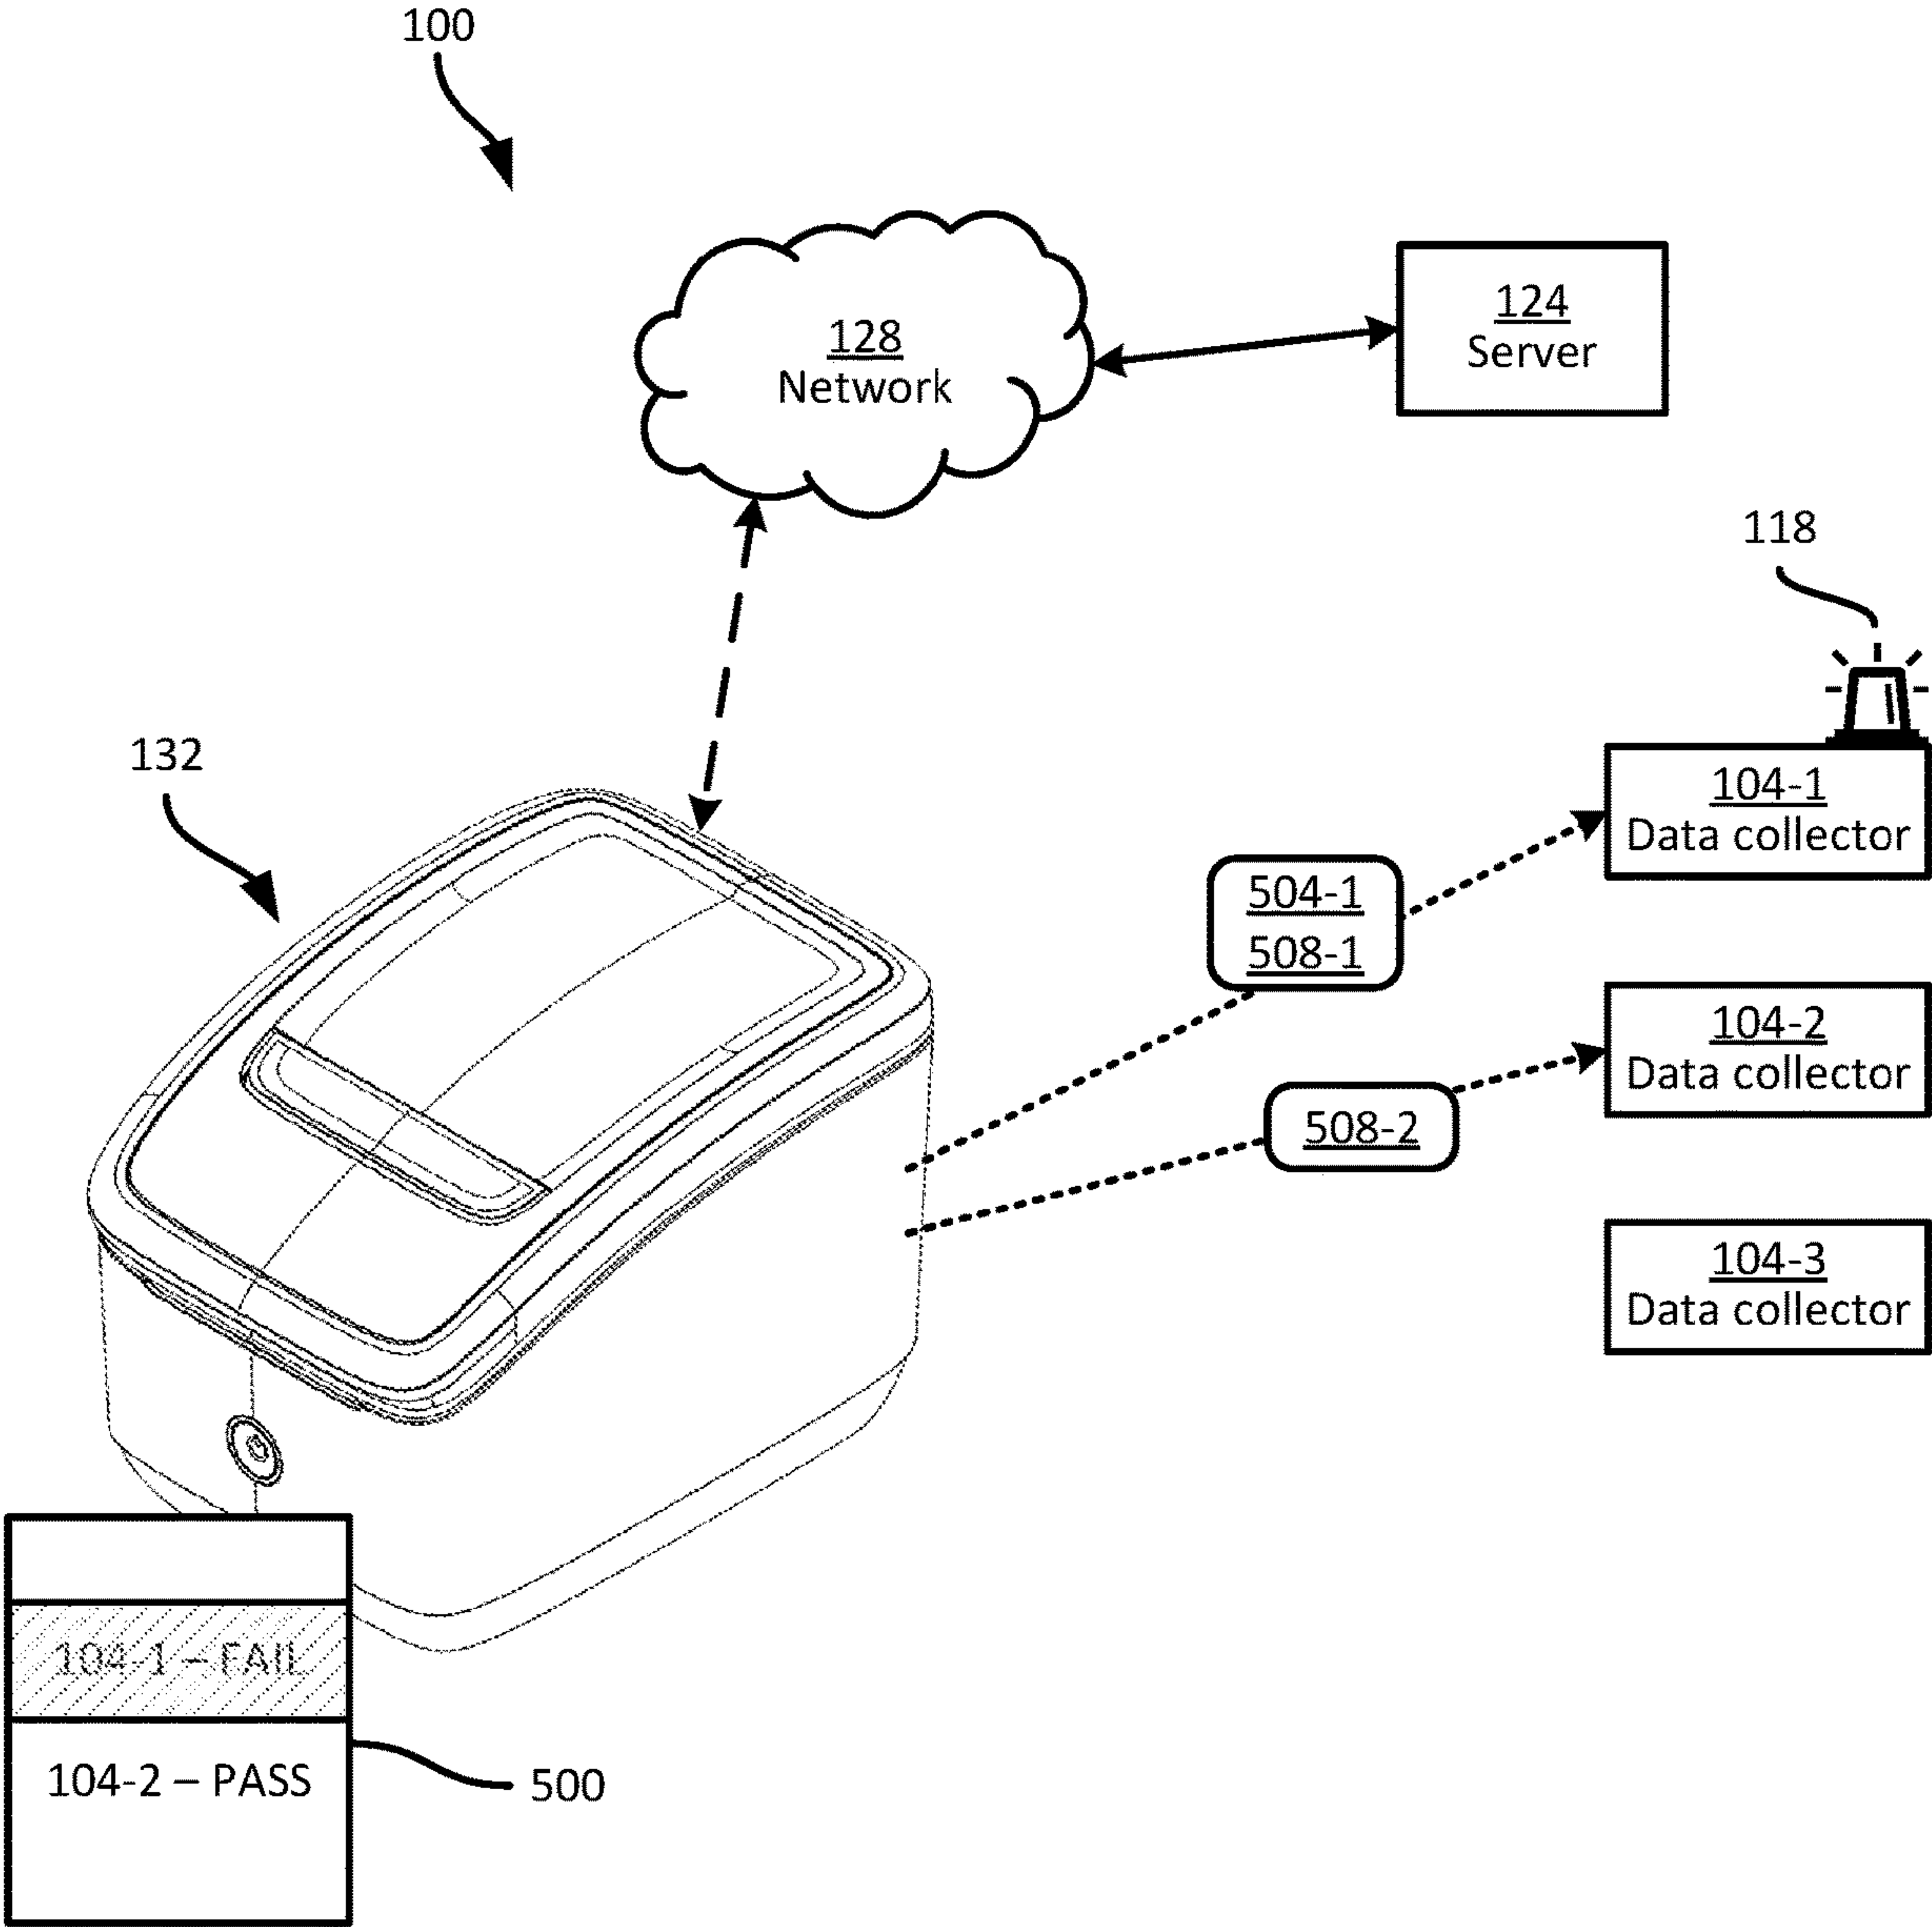 100
128
Network
124
Server
118
132
104-1
Data collector
504-1
508-1
104-2
Data collector
508-2
104-3
Data collector
104-1 – FAIL
104-2 – PASS
500